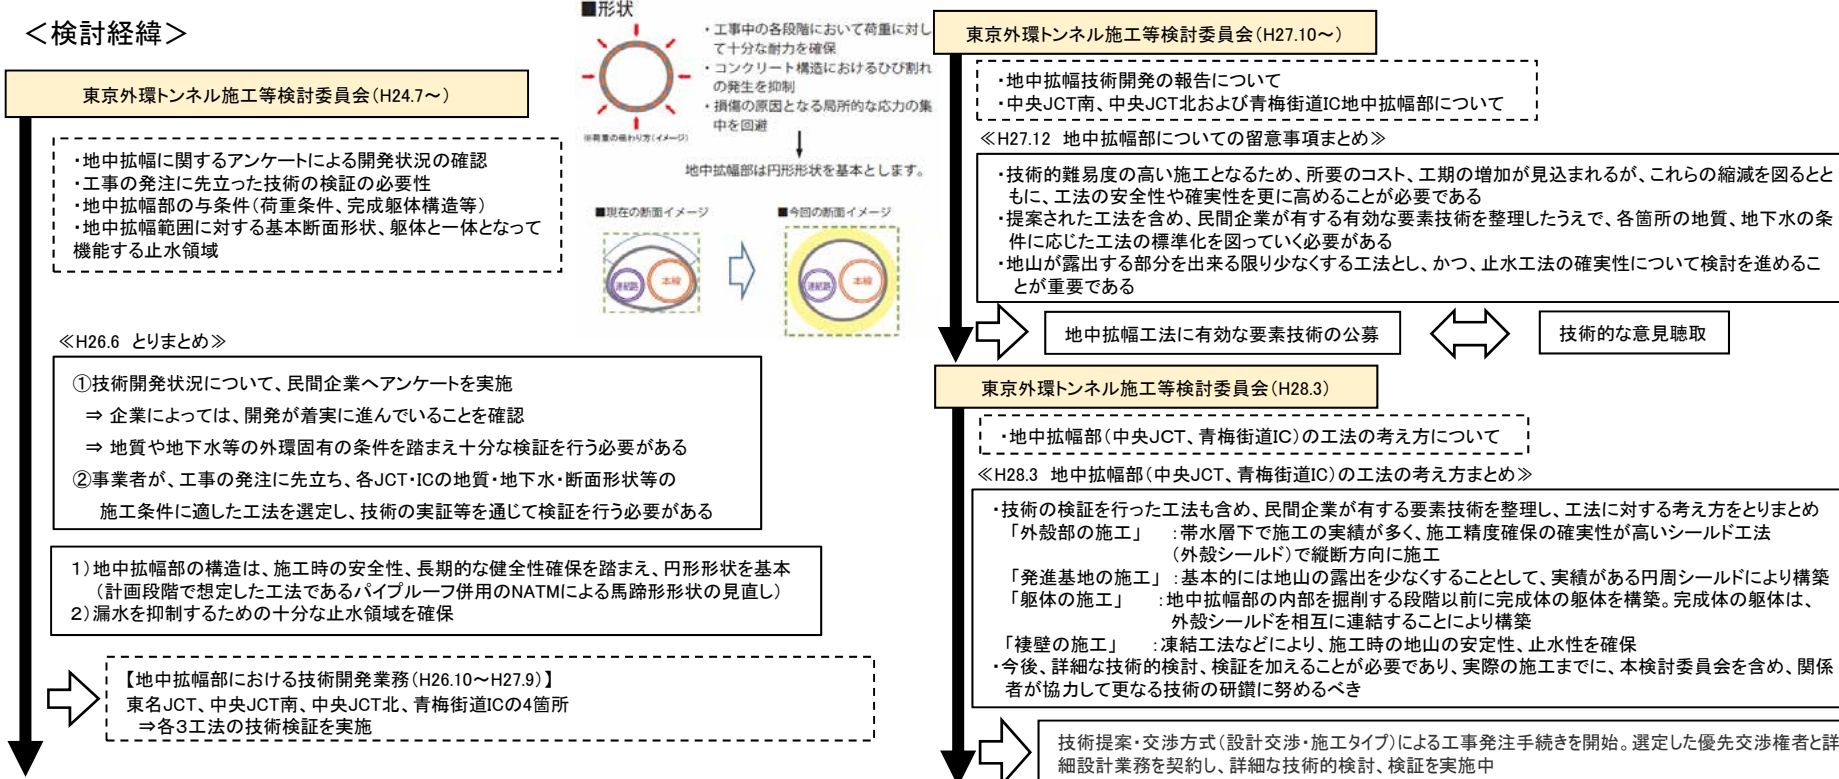 ＜検討経緯＞
東京外環トンネル施工等検討委員会(H24.7～)
・地中拡幅に関するアンケートによる開発状況の確認
・工事の発注に先立った技術の検証の必要性
・地中拡幅部の与条件(荷重条件、完成躯体構造等)
・地中拡幅範囲に対する基本断面形状、躯体と一体となって
機能する止水領域
≪H26.6 とりまとめ≫
①技術開発状況について、民間企業へアンケートを実施
⇒ 企業によっては、開発が着実に進んでいることを確認
⇒ 地質や地下水等の外環固有の条件を踏まえ十分な検証を行う必要がある
②事業者が、工事の発注に先立ち、各JCT・ICの地質・地下水・断面形状等の
施工条件に適した工法を選定し、技術の実証等を通じて検証を行う必要がある
1)地中拡幅部の構造は、施工時の安全性、長期的な健全性確保を踏まえ、円形形状を基本
(計画段階で想定した工法であるパイプルーフ併用のNATMによる馬蹄形形状の見直し)
2)漏水を抑制するための十分な止水領域を確保
【地中拡幅部における技術開発業務(H26.10～H27.9)】
東名JCT、中央JCT南、中央JCT北、青梅街道ICの4箇所
⇒各3工法の技術検証を実施
■形状
・工事中の各段階において荷重に対し
て十分な耐力を確保
・コンクリート構造におけるひび割れ
の発生を抑制
・損傷の原因となる局所的な応力の集
中を回避
※荷重の伝わり方(イメージ)
地中拡幅部は円形形状を基本とします。
■現在の断面イメージ
■今回の断面イメージ
連結路
本線
連結路
本線
東京外環トンネル施工等検討委員会(H27.10～)
・地中拡幅技術開発の報告について
・中央JCT南、中央JCT北および青梅街道IC地中拡幅部について
≪H27.12 地中拡幅部についての留意事項まとめ≫
・技術的難易度の高い施工となるため、所要のコスト、工期の増加が見込まれるが、これらの縮減を図るとと
もに、工法の安全性や確実性を更に高めることが必要である
・提案された工法を含め、民間企業が有する有効な要素技術を整理したうえで、各箇所の地質、地下水の条
件に応じた工法の標準化を図っていく必要がある
・地山が露出する部分を出来る限り少なくする工法とし、かつ、止水工法の確実性について検討を進めるこ
とが重要である
地中拡幅工法に有効な要素技術の公募
技術的な意見聴取
東京外環トンネル施工等検討委員会(H28.3)
・地中拡幅部(中央JCT、青梅街道IC)の工法の考え方について
≪H28.3 地中拡幅部(中央JCT、青梅街道IC)の工法の考え方まとめ≫
・技術の検証を行った工法も含め、民間企業が有する要素技術を整理し、工法に対する考え方をとりまとめ
「外殻部の施工」 :帯水層下で施工の実績が多く、施工精度確保の確実性が高いシールド工法
(外殻シールド)で縦断方向に施工
「発進基地の施工」:基本的には地山の露出を少なくすることとして、実績がある円周シールドにより構築
「躯体の施工」 :地中拡幅部の内部を掘削する段階以前に完成体の躯体を構築。完成体の躯体は、
外殻シールドを相互に連結することにより構築
「褄壁の施工」 :凍結工法などにより、施工時の地山の安定性、止水性を確保
・今後、詳細な技術的検討、検証を加えることが必要であり、実際の施工までに、本検討委員会を含め、関係
者が協力して更なる技術の研鑽に努めるべき
技術提案・交渉方式(設計交渉・施工タイプ)による工事発注手続きを開始。選定した優先交渉権者と詳
細設計業務を契約し、詳細な技術的検討、検証を実施中